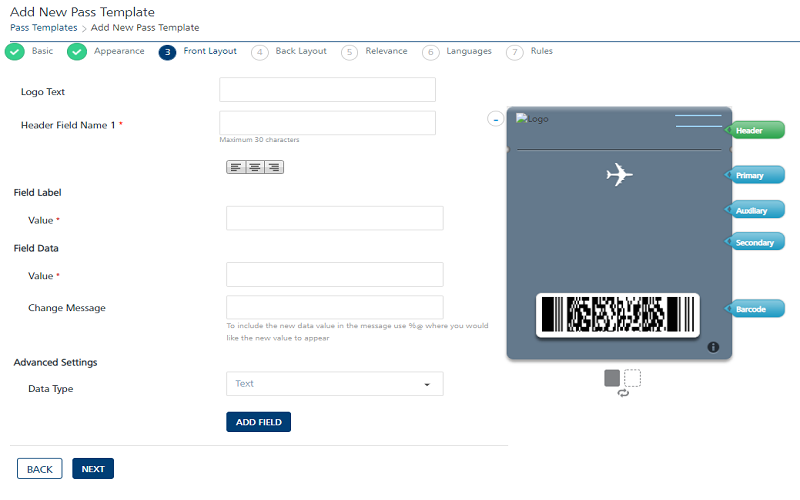 Add New Pass Template
Pass Templates > Add New Pass Template
Basic Appearance 3 Front Layout 4 Back Layout 5 Relevance 6 Languages 7 Rules
Logo Text
Header Field Name 1 *
Maximum 30 characters
Field Label
Value *
Field Data
Value *
Change Message
To include the new data value in the message use %@ where you would
like the new value to appear
Advanced Settings
Data Type
Text
ADD FIELD
BACK NEXT
Logo
Header
Primary
Auxiliary
Secondary
Barcode